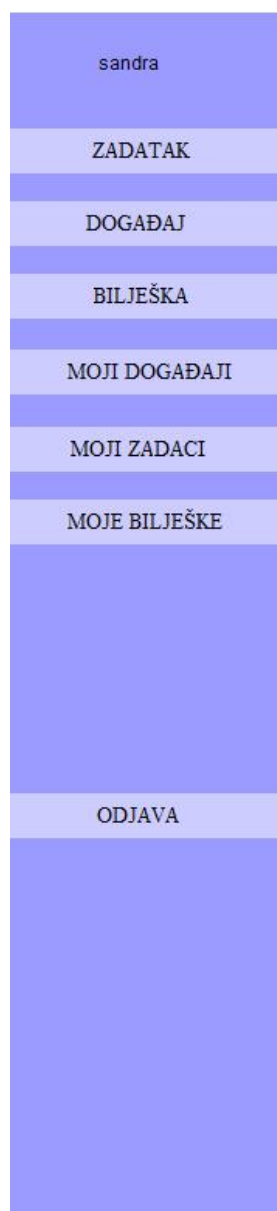 sandra
ZADATAK
DOGAĐAJ
BILJEŠKA
MOJI DOGAĐAJI
MOJI ZADACI
MOJE BILJEŠKE
ODJAVA